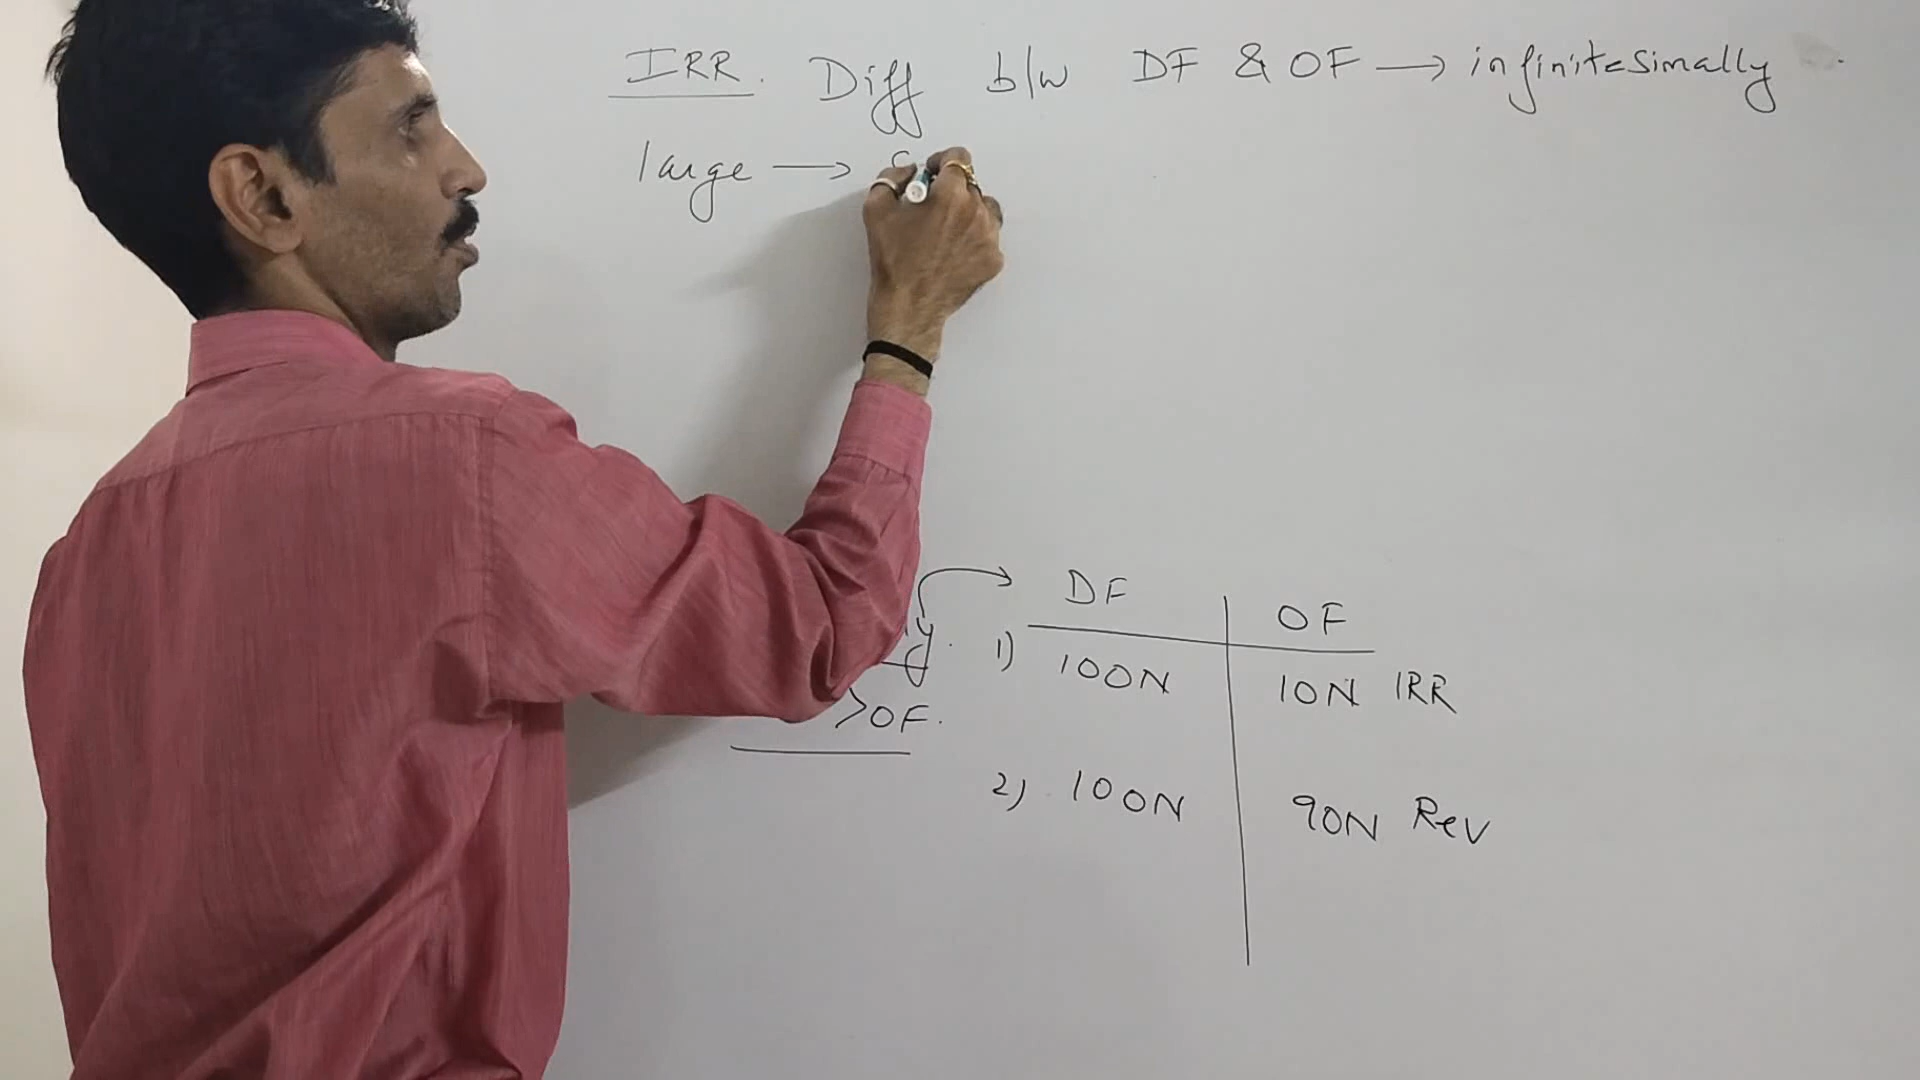 IRR. Diff b/w DF & OF → infinitesimally
large →
DF OF
1) 100N 10N IRR
>OF.
2) 100N 90N Rev